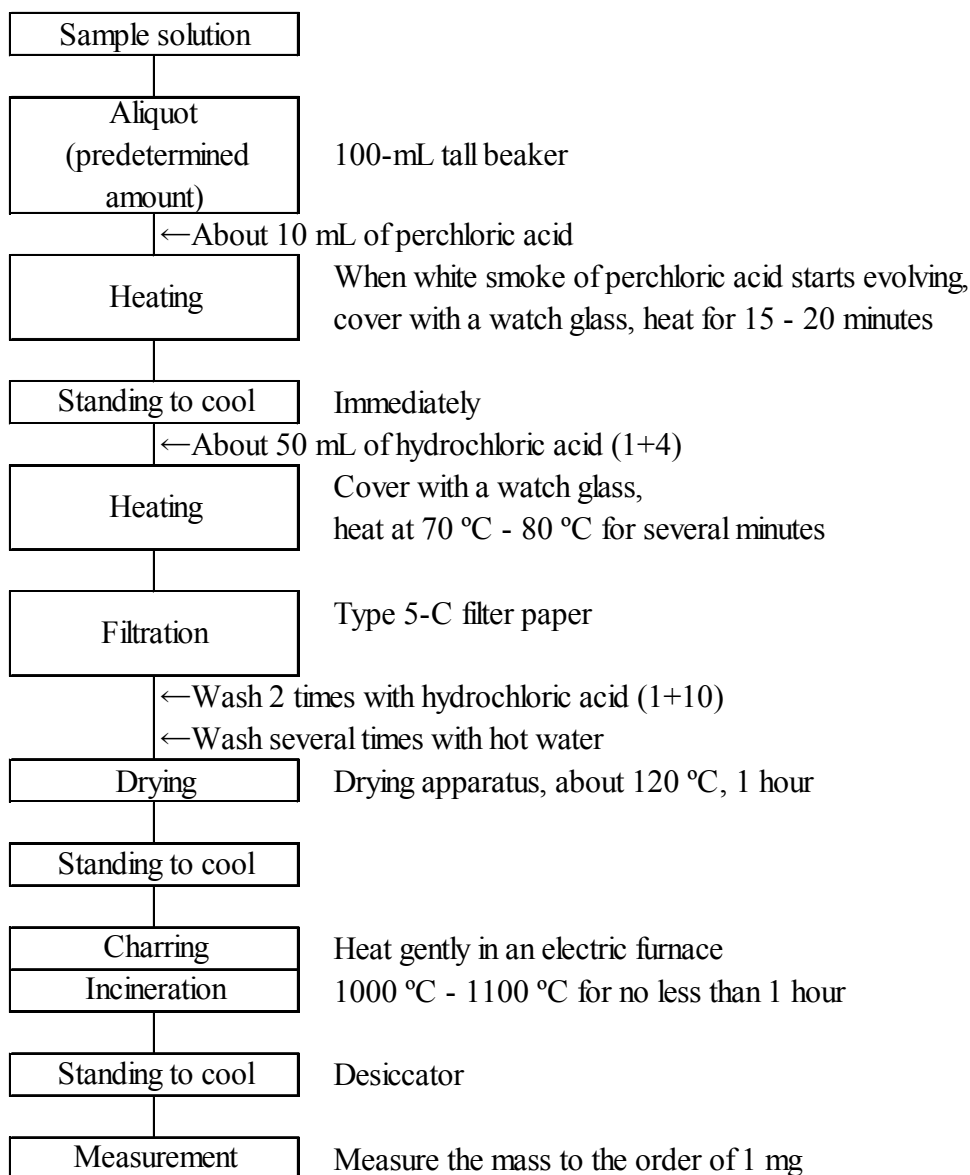 Sample solution
Aliquot
(predetermined
amount)
100-mL tall beaker
←About 10 mL of perchloric acid
Heating
When white smoke of perchloric acid starts evolving,
cover with a watch glass, heat for 15 - 20 minutes
Standing to cool
Immediately
←About 50 mL of hydrochloric acid (1+4)
Heating
Cover with a watch glass,
heat at 70 ºC - 80 ºC for several minutes
Filtration
Type 5-C filter paper
←Wash 2 times with hydrochloric acid (1+10)
←Wash several times with hot water
Drying
Drying apparatus, about 120 ºC, 1 hour
Standing to cool
Charring
Heat gently in an electric furnace
Incineration
1000 ºC - 1100 ºC for no less than 1 hour
Standing to cool
Desiccator
Measurement
Measure the mass to the order of 1 mg